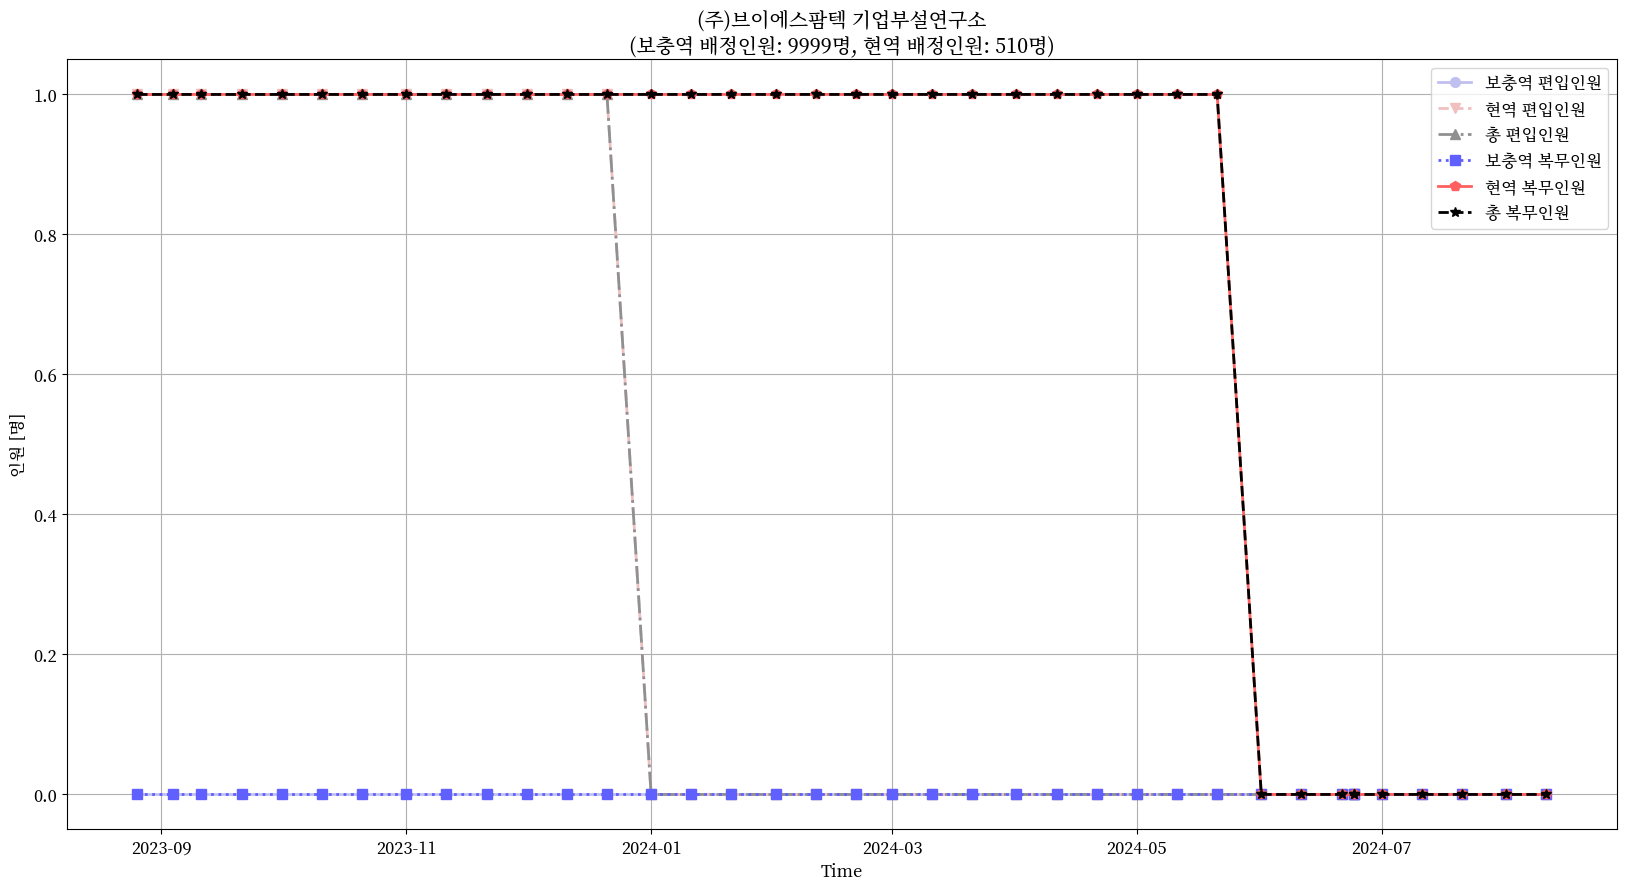 (주)브이에스팜텍 기업부설연구소
(보충역 배정인원: 9999명, 현역 배정인원: 510명)
보충역 편입인원
현역 편입인원
총 편입인원
보충역 복무인원
현역 복무인원
총 복무인원
1.0
0.8
0.6
0.4
0.2
0.0
인원 [명]
2023-09
2023-11
2024-01
2024-03
2024-05
2024-07
Time